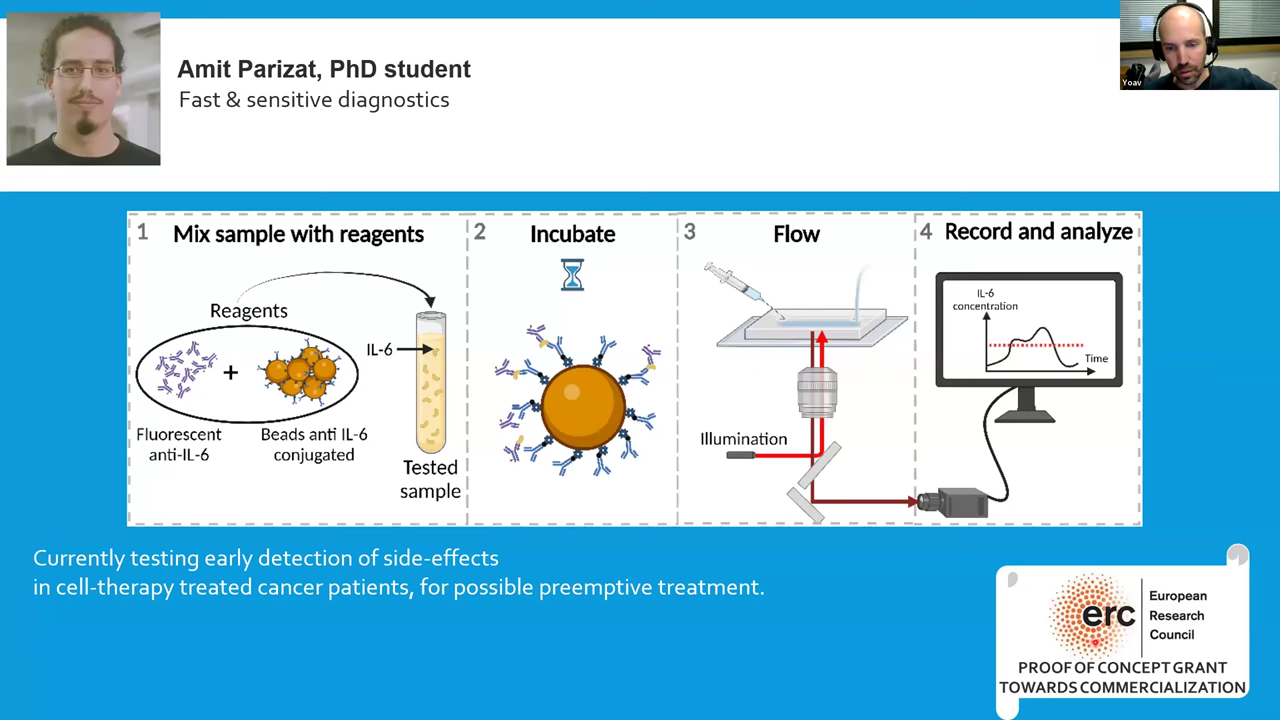 Amit Parizat, PhD student
Fast & sensitive diagnostics
Yoav
1 Mix sample with reagents
Reagents
+
IL-6
Fluorescent
anti-IL-6
Beads anti IL-6
conjugated
Tested
sample
2 Incubate
3 Flow
Illumination
4 Record and analyze
IL-6
concentration
Time
Currently testing early detection of side-effects
in cell-therapy treated cancer patients, for possible preemptive treatment.
erc
European
Research
Council
PROOF OF CONCEPT GRANT
TOWARDS COMMERCIALIZATION